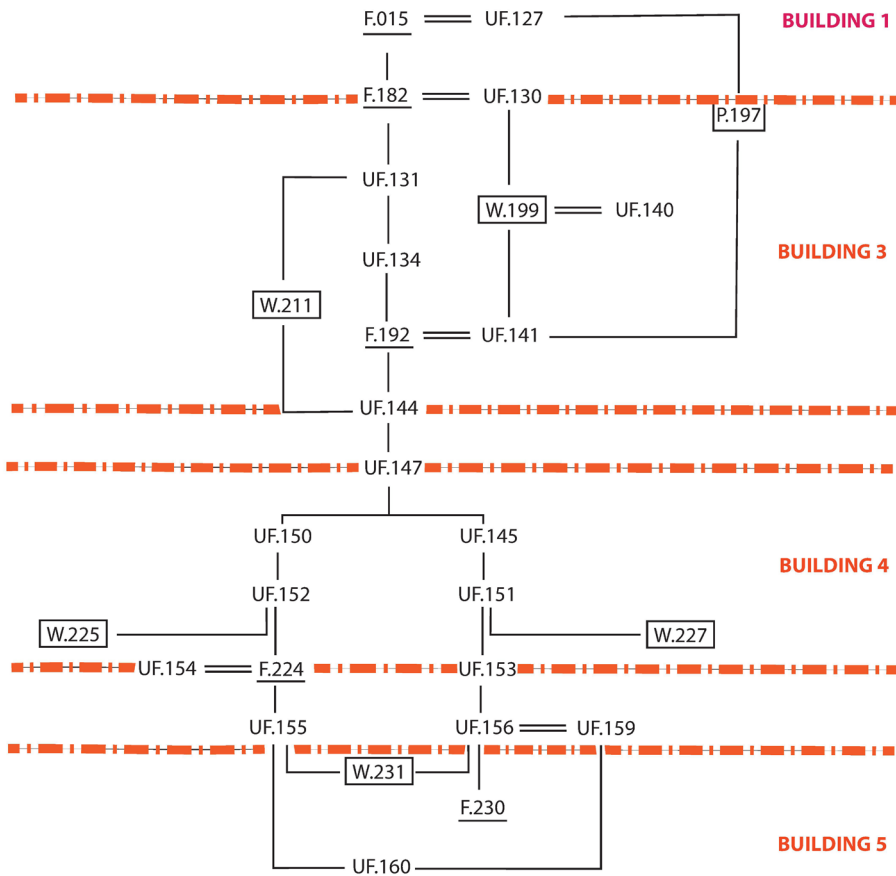 F.015 UF.127 BUILDING 1
F.182 UF.130
P.197
UF.131
W.199 UF.140
UF.134 BUILDING 3
W.211
F.192 UF.141
UF.144
UF.147
UF.150 UF.145
BUILDING 4
UF.152 UF.151
W.225 W.227
UF.154 F.224 UF.153
UF.155 UF.156 UF.159
W.231
F.230
BUILDING 5
UF.160